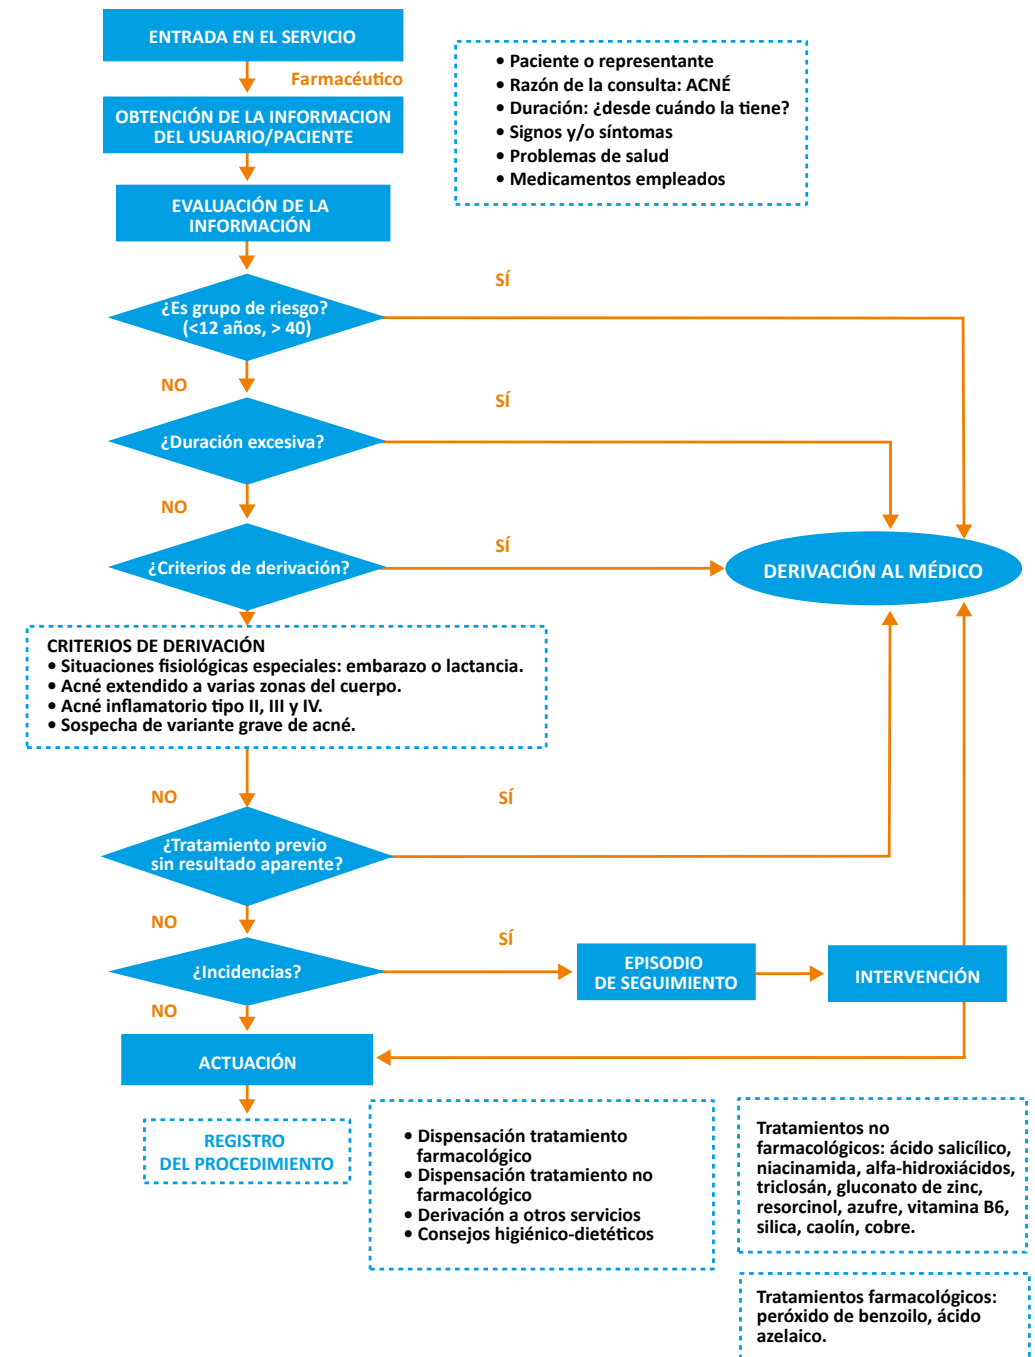 ENTRADA EN EL SERVICIO
Farmacéutico
• Paciente o representante
• Razón de la consulta: ACNÉ
• Duración: ¿desde cuándo la tiene?
• Signos y/o síntomas
• Problemas de salud
• Medicamentos empleados
OBTENCIÓN DE LA INFORMACION
DEL USUARIO/PACIENTE
EVALUACIÓN DE LA
INFORMACIÓN
¿Es grupo de riesgo?
(<12 años, > 40)
SÍ
NO
¿Duración excesiva?
SÍ
NO
¿Criterios de derivación?
SÍ
DERIVACIÓN AL MÉDICO
CRITERIOS DE DERIVACIÓN
• Situaciones fisiológicas especiales: embarazo o lactancia.
• Acné extendido a varias zonas del cuerpo.
• Acné inflamatorio tipo II, III y IV.
• Sospecha de variante grave de acné.
NO
SÍ
¿Tratamiento previo
sin resultado aparente?
NO
SÍ
¿Incidencias?
EPISODIO
DE SEGUIMIENTO
INTERVENCIÓN
NO
ACTUACIÓN
REGISTRO
DEL PROCEDIMIENTO
• Dispensación tratamiento
farmacológico
• Dispensación tratamiento no
farmacológico
• Derivación a otros servicios
• Consejos higiénico-dietéticos
Tratamientos no
farmacológicos: ácido salicílico,
niacinamida, alfa-hidroxiácidos,
triclosán, gluconato de zinc,
resorcinol, azufre, vitamina B6,
silica, caolín, cobre.
Tratamientos farmacológicos:
peróxido de benzoilo, ácido
azelaico.